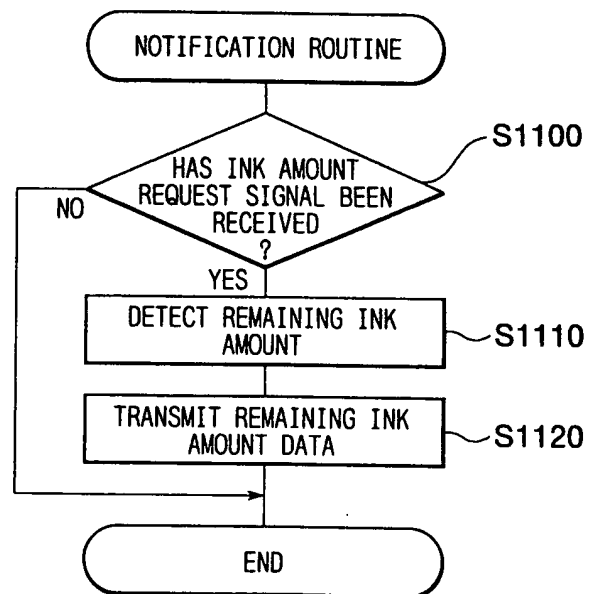 NOTIFICATION ROUTINE
S1100
HAS INK AMOUNT
REQUEST SIGNAL BEEN
RECEIVED
?
NO
YES
DETECT REMAINING INK
AMOUNT
S1110
TRANSMIT REMAINING INK
AMOUNT DATA
S1120
END